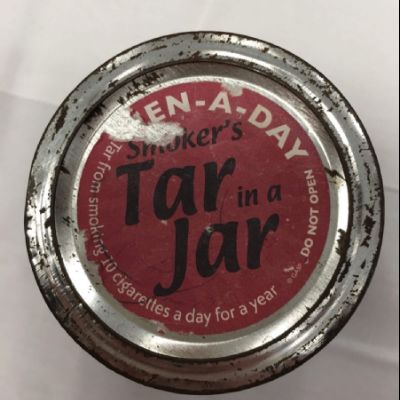 TEN-A-DAY
Smoker's
Tar in a
Jar
Tar from smoking 10 cigarettes a day for a year
DO NOT OPEN